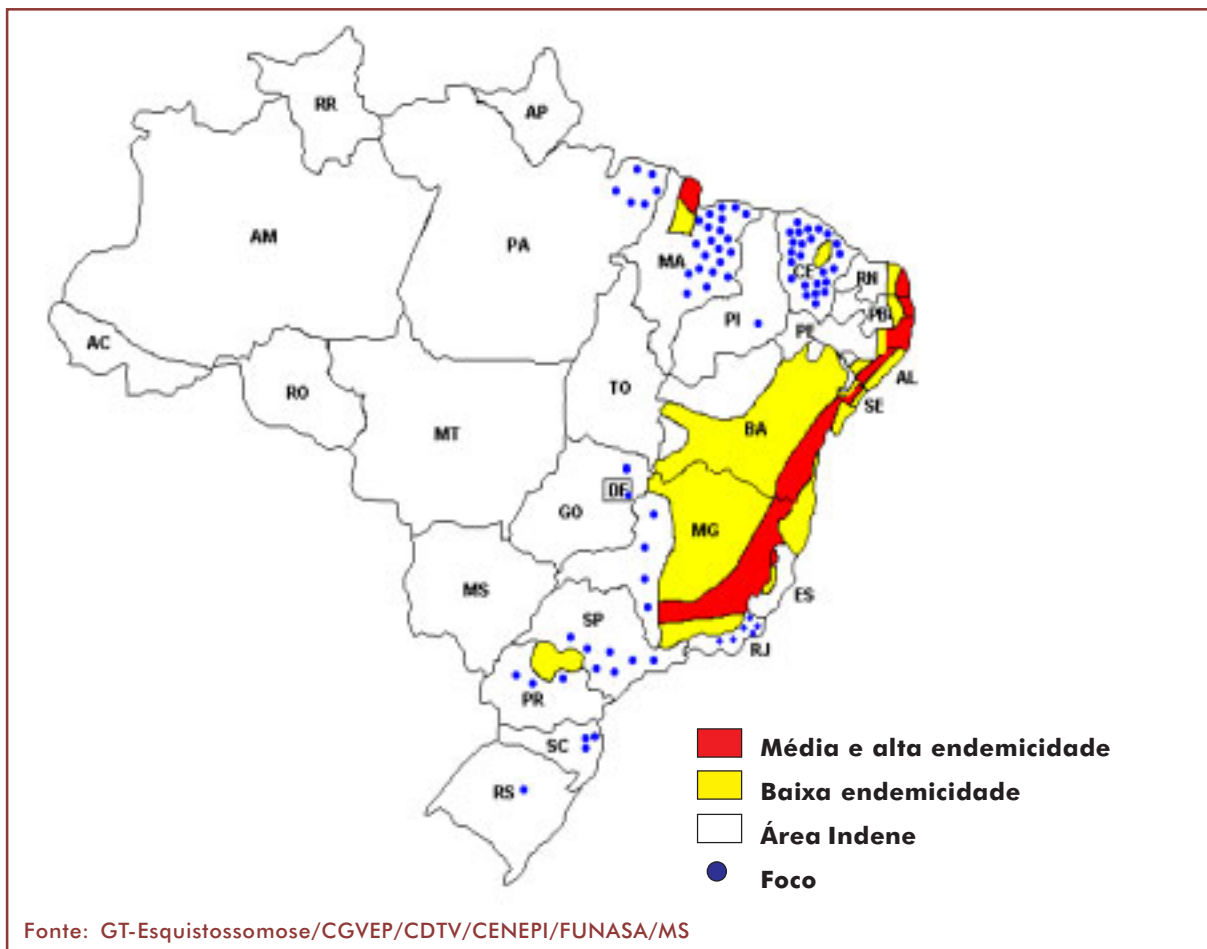 RR
AP
AM
PA
MA
CE
RN
PB
PI
PE
AC
AL
TO
SE
RO
BA
MT
DF
GO
MG
MS
ES
SP
RJ
PR
SC
RS
Média e alta endemicidade
Baixa endemicidade
Área Indene
Foco
Fonte: GT-Esquistossomose/CGVEP/CDTV/CENEPI/FUNASA/MS